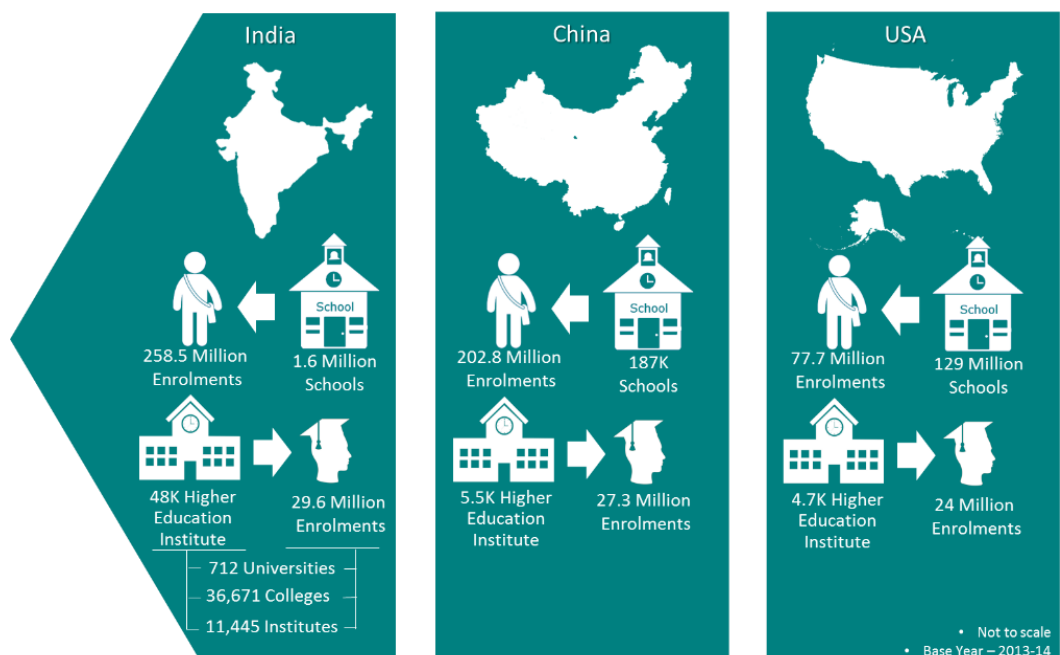 India
School
258.5 Million
Enrolments
1.6 Million
Schools
48K Higher
Education
Institute
29.6 Million
Enrolments
712 Universities
36,671 Colleges
11,445 Institutes
China
School
202.8 Million
Enrolments
187K
Schools
5.5K Higher
Education
Institute
27.3 Million
Enrolments
USA
School
77.7 Million
Enrolments
129 Million
Schools
4.7K Higher
Education
Institute
24 Million
Enrolments
• Not to scale
• Base Year – 2013-14